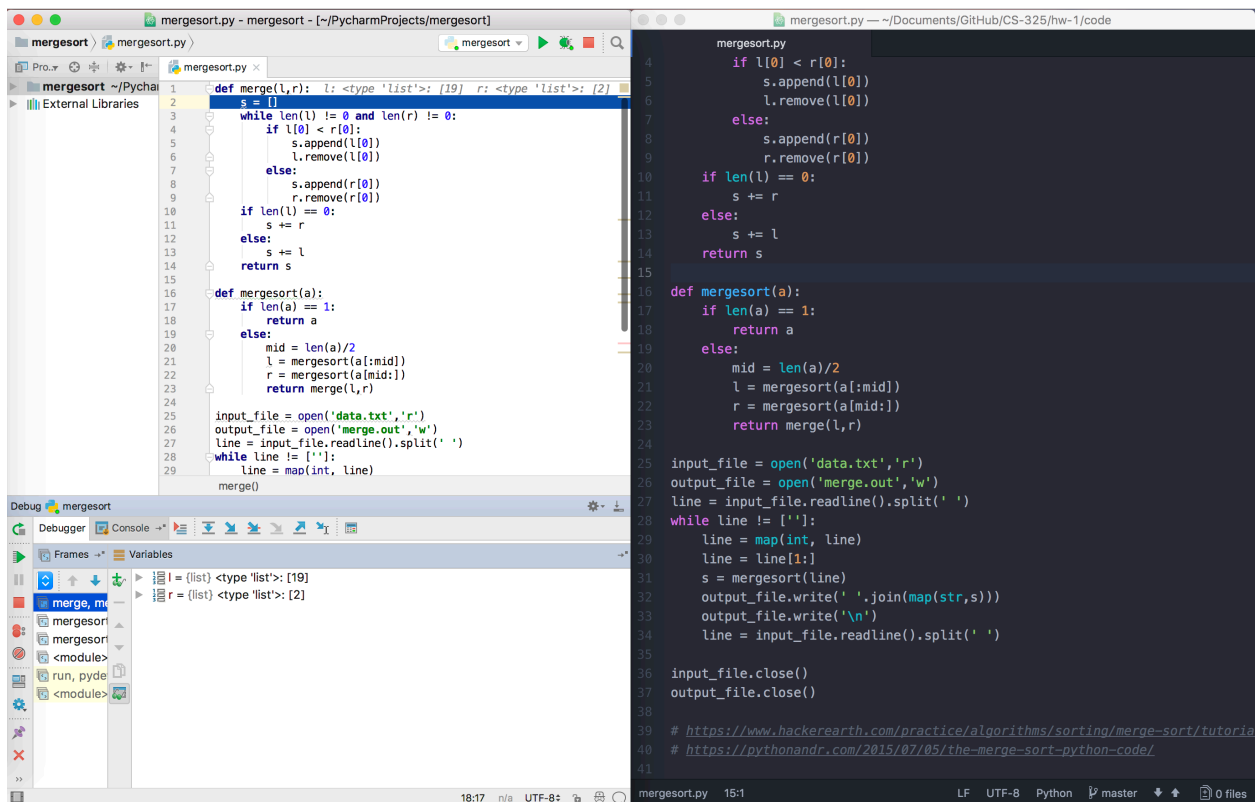 mergesort.py - mergesort - [~/PycharmProjects/mergesort]
mergesort mergesort.py
mergesort
Pro..
mergesort.py
mergesort ~/Pychar
External Libraries
1 def merge(l,r): l: <type 'list'>: [19] r: <type 'list'>: [2]
2 s = []
3 while len(l) != 0 and len(r) != 0:
4 if l[0] < r[0]:
5 s.append(l[0])
6 l.remove(l[0])
7 else:
8 s.append(r[0])
9 r.remove(r[0])
10 if len(l) == 0:
11 s += r
12 else:
13 s += l
14 return s
15
16 def mergesort(a):
17 if len(a) == 1:
18 return a
19 else:
20 mid = len(a)/2
21 l = mergesort(a[:mid])
22 r = mergesort(a[mid:])
23 return merge(l,r)
24
25 input_file = open('data.txt','r')
26 output_file = open('merge.out','w')
27 line = input_file.readline().split(' ')
28 while line != ['']:
29 line = map(int, line)
merge()
Debug mergesort
Debugger Console
Frames Variables
l = {list} <type 'list'>: [19]
r = {list} <type 'list'>: [2]
merge, me
mergesort
mergesort
<module>
run, pyde
<module>
18:17 n/a UTF-8
mergesort.py — ~/Documents/GitHub/CS-325/hw-1/code
mergesort.py
4 if l[0] < r[0]:
5 s.append(l[0])
6 l.remove(l[0])
7 else:
8 s.append(r[0])
9 r.remove(r[0])
10 if len(l) == 0:
11 s += r
12 else:
13 s += l
14 return s
15
16 def mergesort(a):
17 if len(a) == 1:
18 return a
19 else:
20 mid = len(a)/2
21 l = mergesort(a[:mid])
22 r = mergesort(a[mid:])
23 return merge(l,r)
24
25 input_file = open('data.txt','r')
26 output_file = open('merge.out','w')
27 line = input_file.readline().split(' ')
28 while line != ['']:
29 line = map(int, line)
30 line = line[1:]
31 s = mergesort(line)
32 output_file.write(' '.join(map(str,s)))
33 output_file.write('\n')
34 line = input_file.readline().split(' ')
35
36 input_file.close()
37 output_file.close()
38
39 # https://www.hackerearth.com/practice/algorithms/sorting/merge-sort/tutoria
40 # https://pythonandr.com/2015/07/05/the-merge-sort-python-code/
41
mergesort.py 15:1 LF UTF-8 Python master 0 files